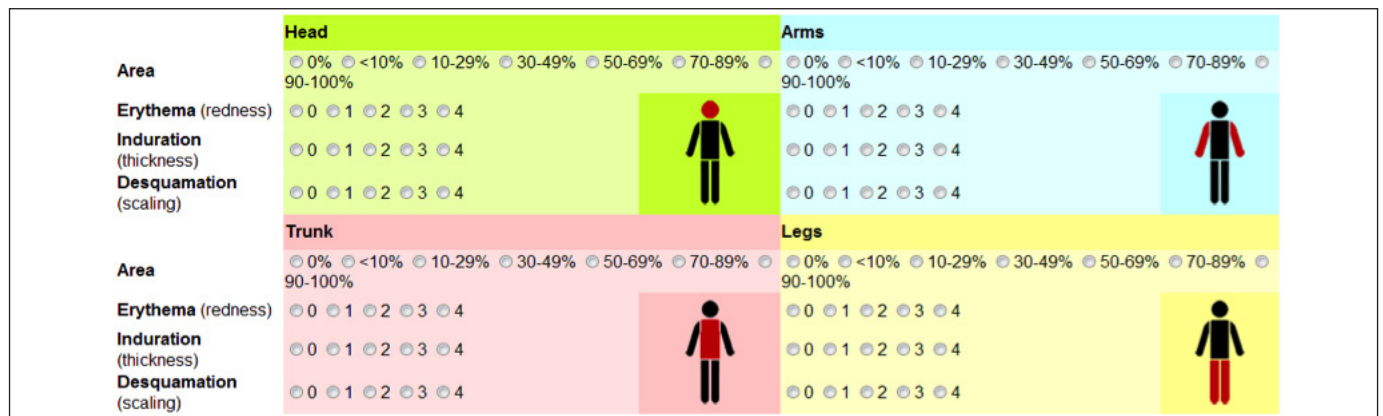 Head Arms
Area 0% <10% 10-29% 30-49% 50-69% 70-89% 0% <10% 10-29% 30-49% 50-69% 70-89%
90-100% 90-100%
Erythema (redness) 0 1 2 3 4 0 1 2 3 4
Induration
(thickness) 0 1 2 3 4 0 1 2 3 4
Desquamation
(scaling) 0 1 2 3 4 0 1 2 3 4
Trunk Legs
Area 0% <10% 10-29% 30-49% 50-69% 70-89% 0% <10% 10-29% 30-49% 50-69% 70-89%
90-100% 90-100%
Erythema (redness) 0 1 2 3 4 0 1 2 3 4
Induration
(thickness) 0 1 2 3 4 0 1 2 3 4
Desquamation
(scaling) 0 1 2 3 4 0 1 2 3 4